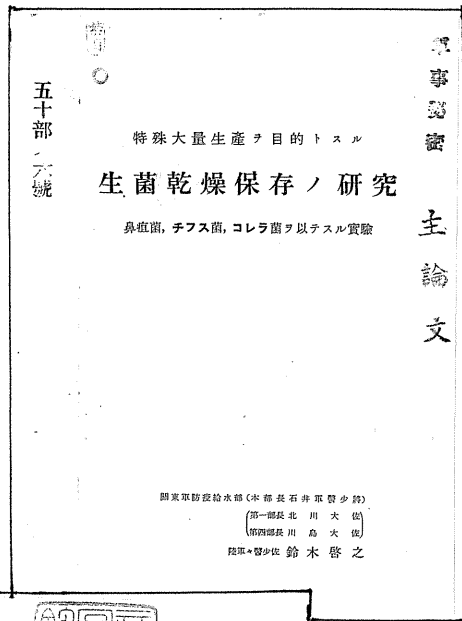 軍事秘密
主論文
五十部ノ六號
特殊大量生產ヲ目的トスル
生菌乾燥保存ノ研究
鼻疽菌,チフス菌,コレラ菌ヲ以テスル實驗
關東軍防疫給水部(本部長石井軍醫少將)
(第一部長北川大佐)
(第四部長川島大佐)
陸軍々醫少佐 鈴木啓之